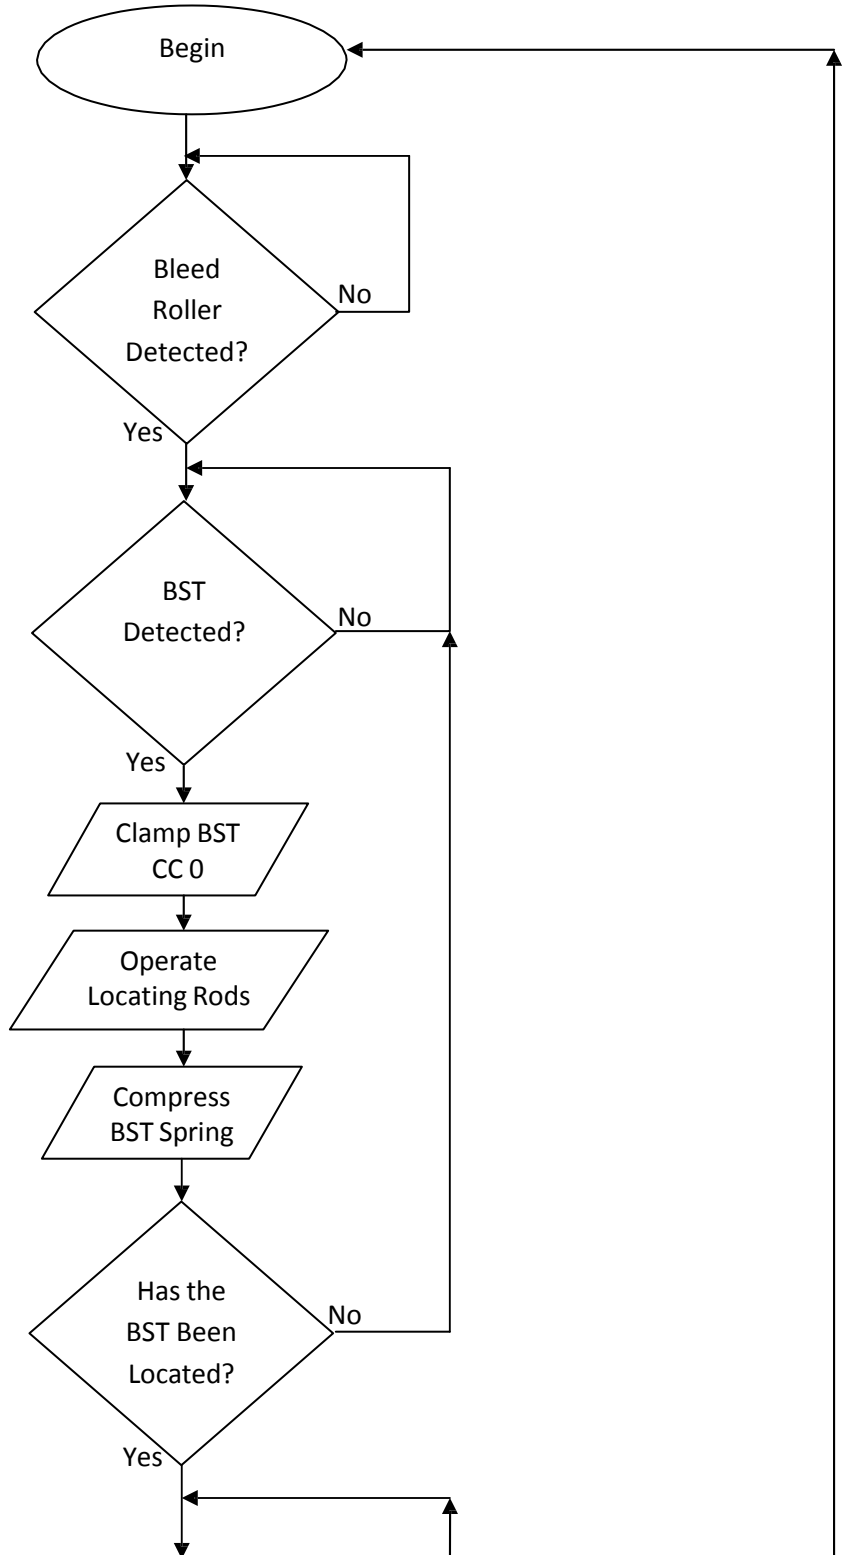 Begin
Bleed
Roller
Detected?
No
Yes
BST
Detected?
No
Yes
Clamp BST
CC 0
Operate
Locating Rods
Compress
BST Spring
Has the
BST Been
Located?
No
Yes